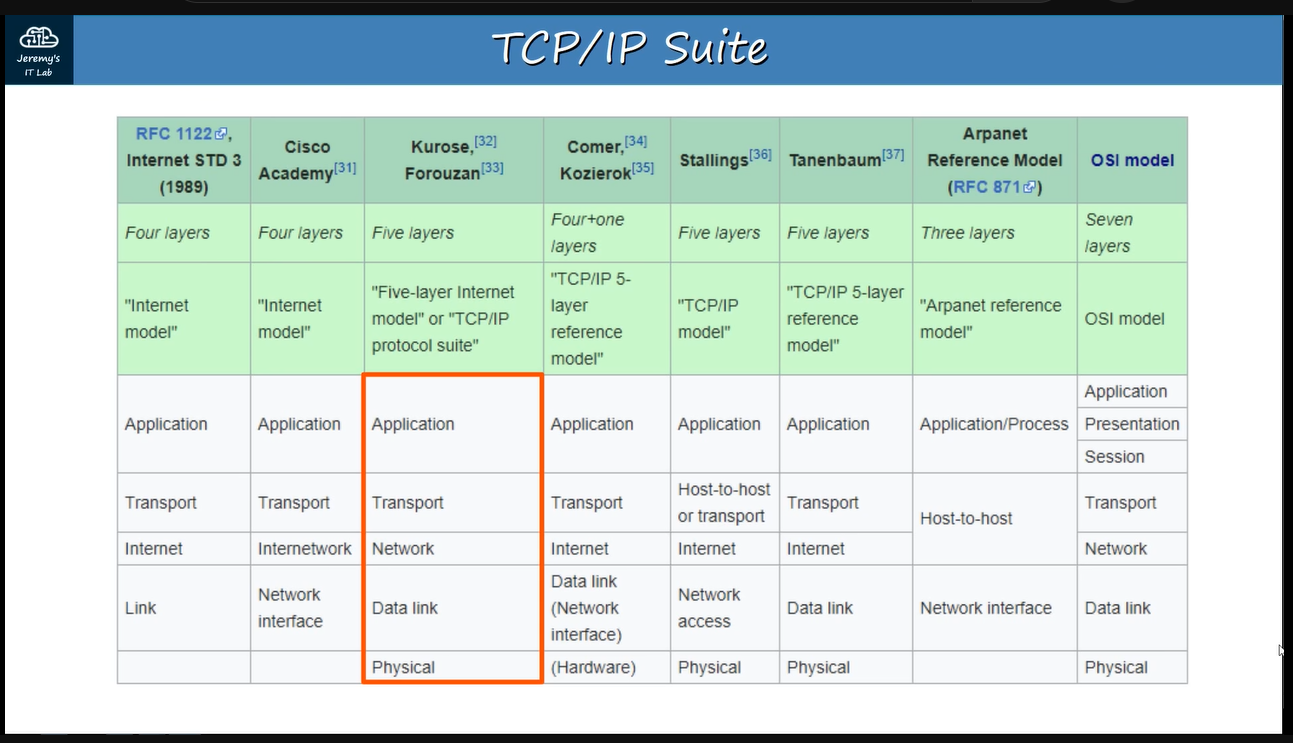 Jeremy's
IT Lab
TCP/IP Suite
RFC 1122,
Internet STD 3
(1989)
Cisco
Academy[31]
Kurose,[32]
Forouzan[33]
Comer,[34]
Kozierok[35]
Stallings[36]
Tanenbaum[37]
Arpanet
Reference Model
(RFC 871)
OSI model
Four layers
Four layers
Five layers
Four+one
layers
Five layers
Five layers
Three layers
Seven
layers
"Internet
model"
"Internet
model"
"Five-layer Internet
model" or "TCP/IP
protocol suite"
"TCP/IP 5-
layer
reference
model"
"TCP/IP
model"
"TCP/IP 5-layer
reference
model"
"Arpanet reference
model"
OSI model
Application
Application
Application
Application
Application
Application
Application/Process
Application
Presentation
Session
Transport
Transport
Transport
Transport
Host-to-host
or transport
Transport
Host-to-host
Transport
Internet
Internetwork
Network
Internet
Internet
Internet
Network
Link
Network
interface
Data link
Data link
(Network
interface)
Network
access
Data link
Network interface
Data link
Physical
(Hardware)
Physical
Physical
Physical